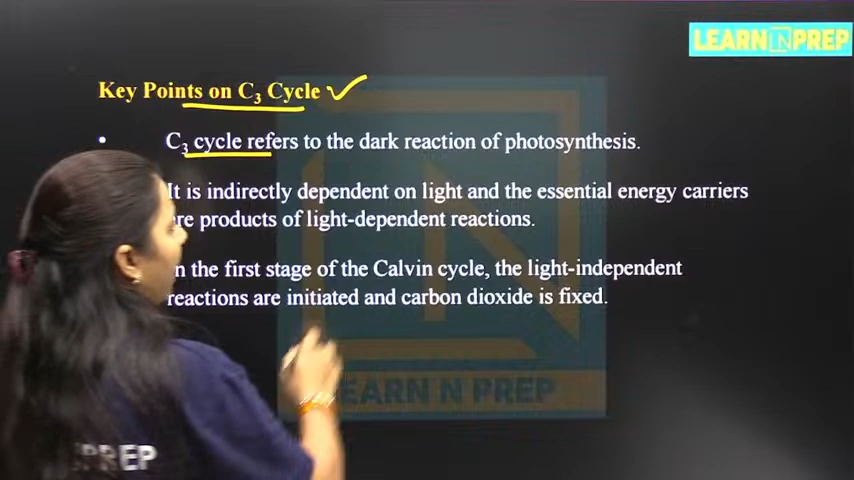 LEARN N PREP
Key Points on C₃ Cycle
• C₃ cycle refers to the dark reaction of photosynthesis.
It is indirectly dependent on light and the essential energy carriers
are products of light-dependent reactions.
In the first stage of the Calvin cycle, the light-independent
reactions are initiated and carbon dioxide is fixed.
LEARN N PREP
PREP